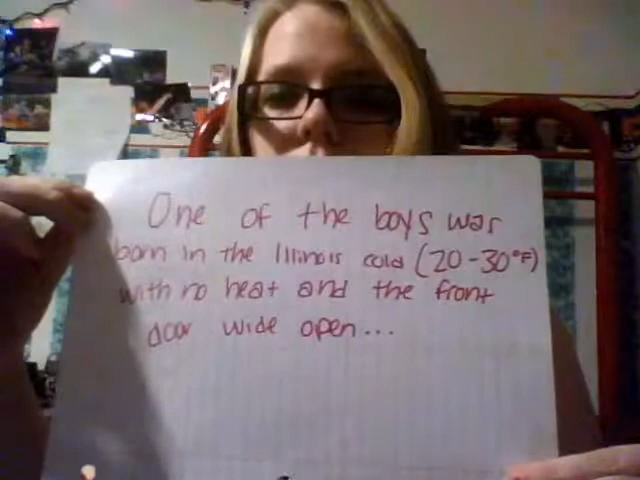 One of the boys was
born in the Illinois cold (20-30°F)
with no heat and the front
door wide open...